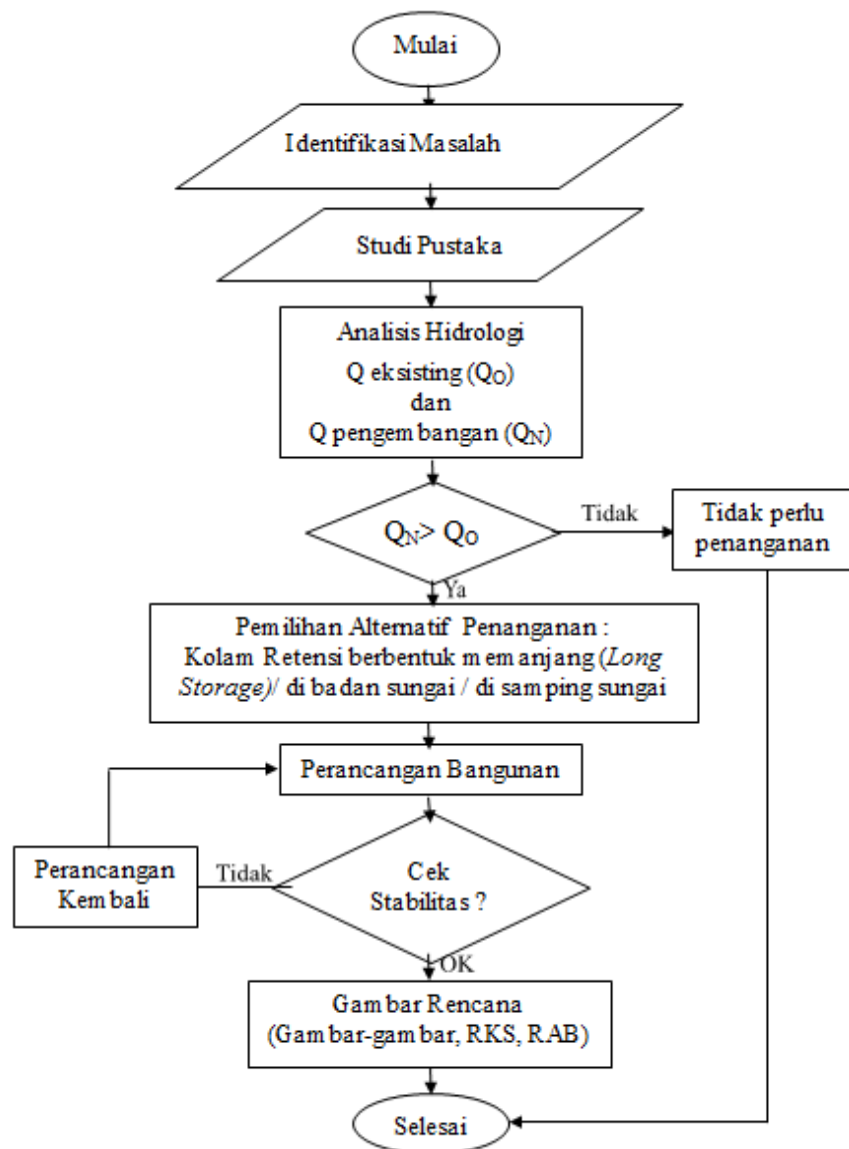 Mulai
Identifikasi Masalah
Studi Pustaka
Analisis Hidrologi
Q eksisting (QO)
dan
Q pengembangan (QN)
QN> QO
Tidak
Tidak perlu
penanganan
Ya
Pemilihan Alternatif Penanganan :
Kolam Retensi berbentuk memanjang (Long
Storage)/ di badan sungai / di samping sungai
Perancangan Bangunan
Perancangan
Kembali
Tidak
Cek
Stabilitas ?
OK
Gambar Rencana
(Gambar-gambar, RKS, RAB)
Selesai